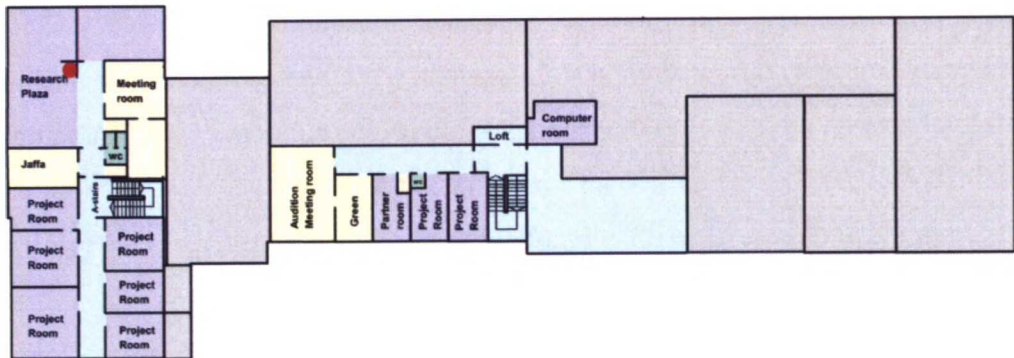 Research
Plaza
Meeting
room
wc
Jaffa
A-stairs
Project
Room
Project
Room
Project
Room
Project
Room
Project
Room
Project
Room
Audition
Meeting room
Green
Partner
room
Project
Room
Project
Room
Loft
Computer
room